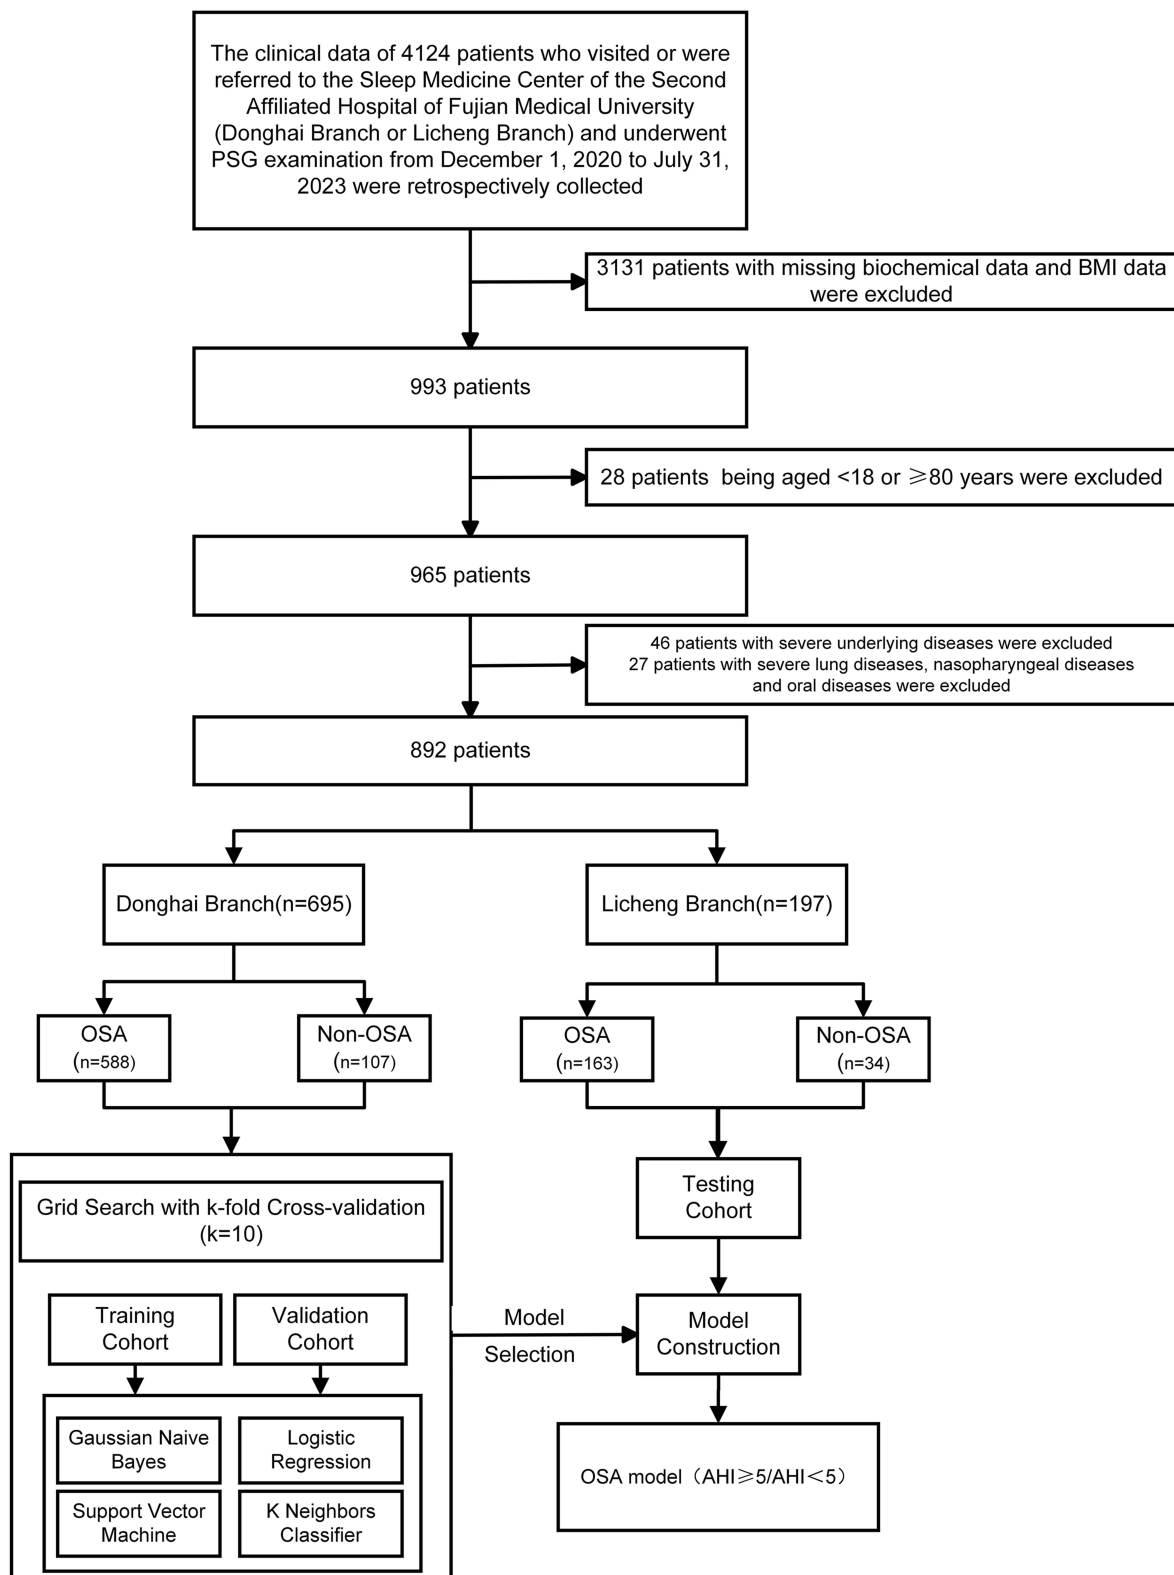 The clinical data of 4124 patients who visited or were
referred to the Sleep Medicine Center of the Second
Affiliated Hospital of Fujian Medical University
(Donghai Branch or Licheng Branch) and underwent
PSG examination from December 1, 2020 to July 31,
2023 were retrospectively collected
3131 patients with missing biochemical data and BMI data
were excluded
993 patients
28 patients being aged <18 or ≥80 years were excluded
965 patients
46 patients with severe underlying diseases were excluded
27 patients with severe lung diseases, nasopharyngeal diseases
and oral diseases were excluded
892 patients
Donghai Branch(n=695)
Licheng Branch(n=197)
OSA
(n=588)
Non-OSA
(n=107)
OSA
(n=163)
Non-OSA
(n=34)
Grid Search with k-fold Cross-validation
(k=10)
Training
Cohort
Validation
Cohort
Gaussian Naive
Bayes
Logistic
Regression
Support Vector
Machine
K Neighbors
Classifier
Model
Selection
Testing
Cohort
Model
Construction
OSA model（AHI≥5/AHI＜5）